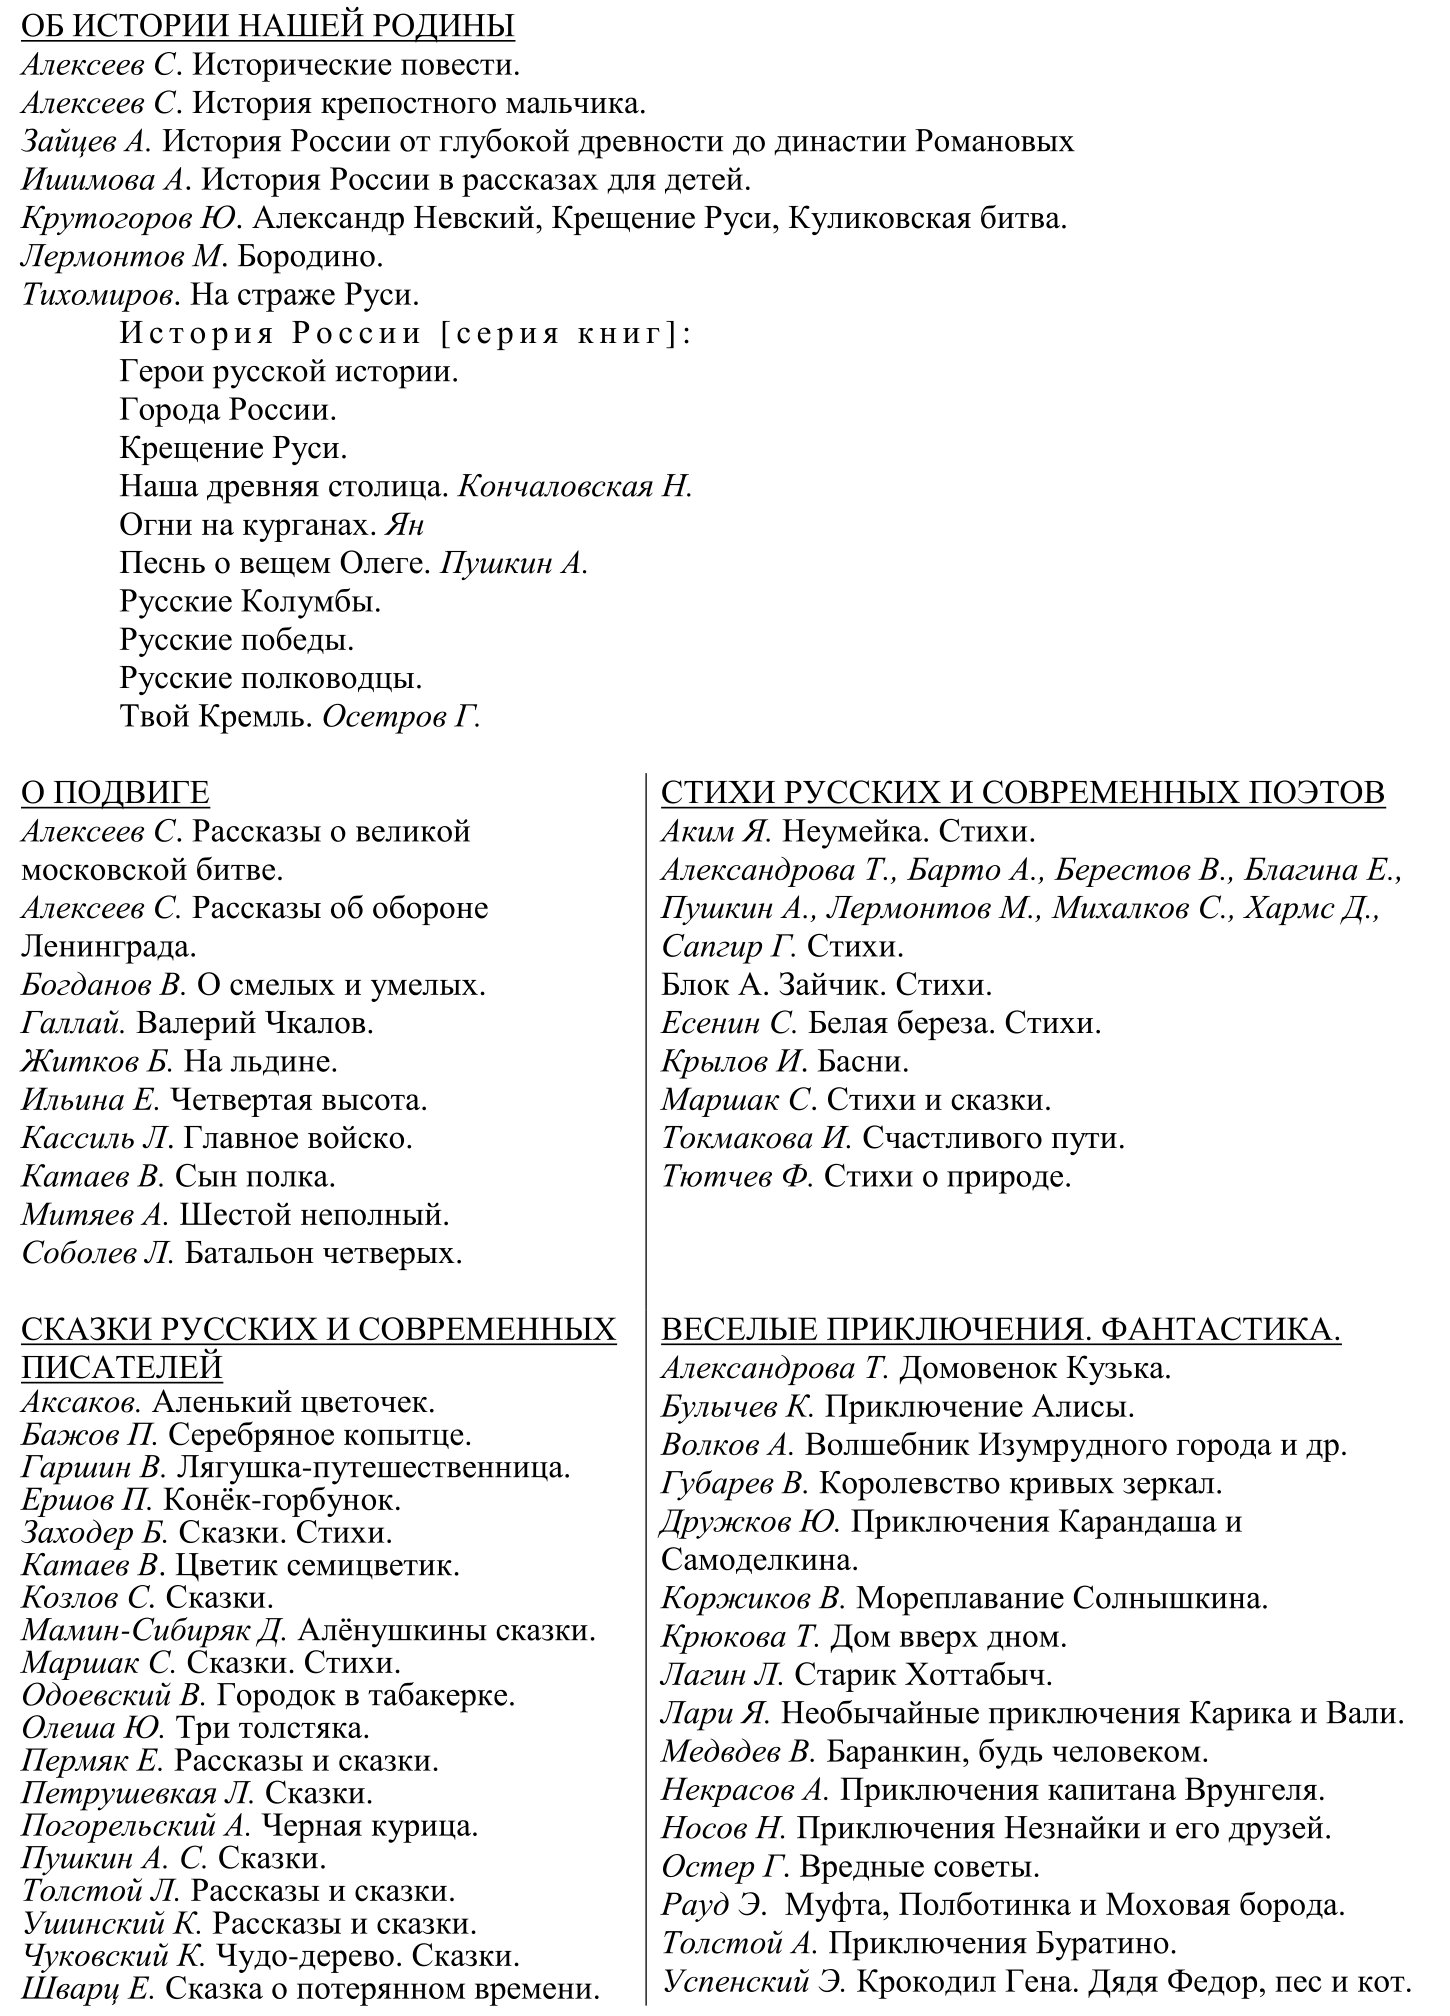 ОБ ИСТОРИИ НАШЕЙ РОДИНЫ
Алексеев С. Исторические повести.
Алексеев С. История крепостного мальчика.
Зайцев А. История России от глубокой древности до династии Романовых
Ишимова А. История России в рассказах для детей.
Крутогоров Ю. Александр Невский, Крещение Руси, Куликовская битва.
Лермонтов М. Бородино.
Тихомиров. На страже Руси.
История России [серия книг]:
Герои русской истории.
Города России.
Крещение Руси.
Наша древняя столица. Кончаловская Н.
Огни на курганах. Ян
Песнь о вещем Олеге. Пушкин А.
Русские Колумбы.
Русские победы.
Русские полководцы.
Твой Кремль. Осетров Г.
О ПОДВИГЕ
Алексеев С. Рассказы о великой
московской битве.
Алексеев С. Рассказы об обороне
Ленинграда.
Богданов В. О смелых и умелых.
Галлай. Валерий Чкалов.
Житков Б. На льдине.
Ильина Е. Четвертая высота.
Кассиль Л. Главное войско.
Катаев В. Сын полка.
Митяев А. Шестой неполный.
Соболев Л. Батальон четверых.
СТИХИ РУССКИХ И СОВРЕМЕННЫХ ПОЭТОВ
Аким Я. Неумейка. Стихи.
Александрова Т., Барто А., Берестов В., Благина Е.,
Пушкин А., Лермонтов М., Михалков С., Хармс Д.,
Сапгир Г. Стихи.
Блок А. Зайчик. Стихи.
Есенин С. Белая береза. Стихи.
Крылов И. Басни.
Маршак С. Стихи и сказки.
Токмакова И. Счастливого пути.
Тютчев Ф. Стихи о природе.
СКАЗКИ РУССКИХ И СОВРЕМЕННЫХ
ПИСАТЕЛЕЙ
Аксаков. Аленький цветочек.
Бажов П. Серебряное копытце.
Гаршин В. Лягушка-путешественница.
Ершов П. Конёк-горбунок.
Заходер Б. Сказки. Стихи.
Катаев В. Цветик семицветик.
Козлов С. Сказки.
Мамин-Сибиряк Д. Алёнушкины сказки.
Маршак С. Сказки. Стихи.
Одоевский В. Городок в табакерке.
Олеша Ю. Три толстяка.
Пермяк Е. Рассказы и сказки.
Петрушевкая Л. Сказки.
Погорельский А. Черная курица.
Пушкин А. С. Сказки.
Толстой Л. Рассказы и сказки.
Ушинский К. Рассказы и сказки.
Чуковский К. Чудо-дерево. Сказки.
Шварц Е. Сказка о потерянном времени.
ВЕСЕЛЫЕ ПРИКЛЮЧЕНИЯ. ФАНТАСТИКА.
Александрова Т. Домовенок Кузька.
Булычев К. Приключение Алисы.
Волков А. Волшебник Изумрудного города и др.
Губарев В. Королевство кривых зеркал.
Дружков Ю. Приключения Карандаша и
Самоделкина.
Коржиков В. Мореплавание Солнышкина.
Крюкова Т. Дом вверх дном.
Лагин Л. Старик Хоттабыч.
Лари Я. Необычайные приключения Карика и Вали.
Медвдев В. Баранкин, будь человеком.
Некрасов А. Приключения капитана Врунгеля.
Носов Н. Приключения Незнайки и его друзей.
Остер Г. Вредные советы.
Рауд Э. Муфта, Полботинка и Моховая борода.
Толстой А. Приключения Буратино.
Успенский Э. Крокодил Гена. Дядя Федор, пес и кот.